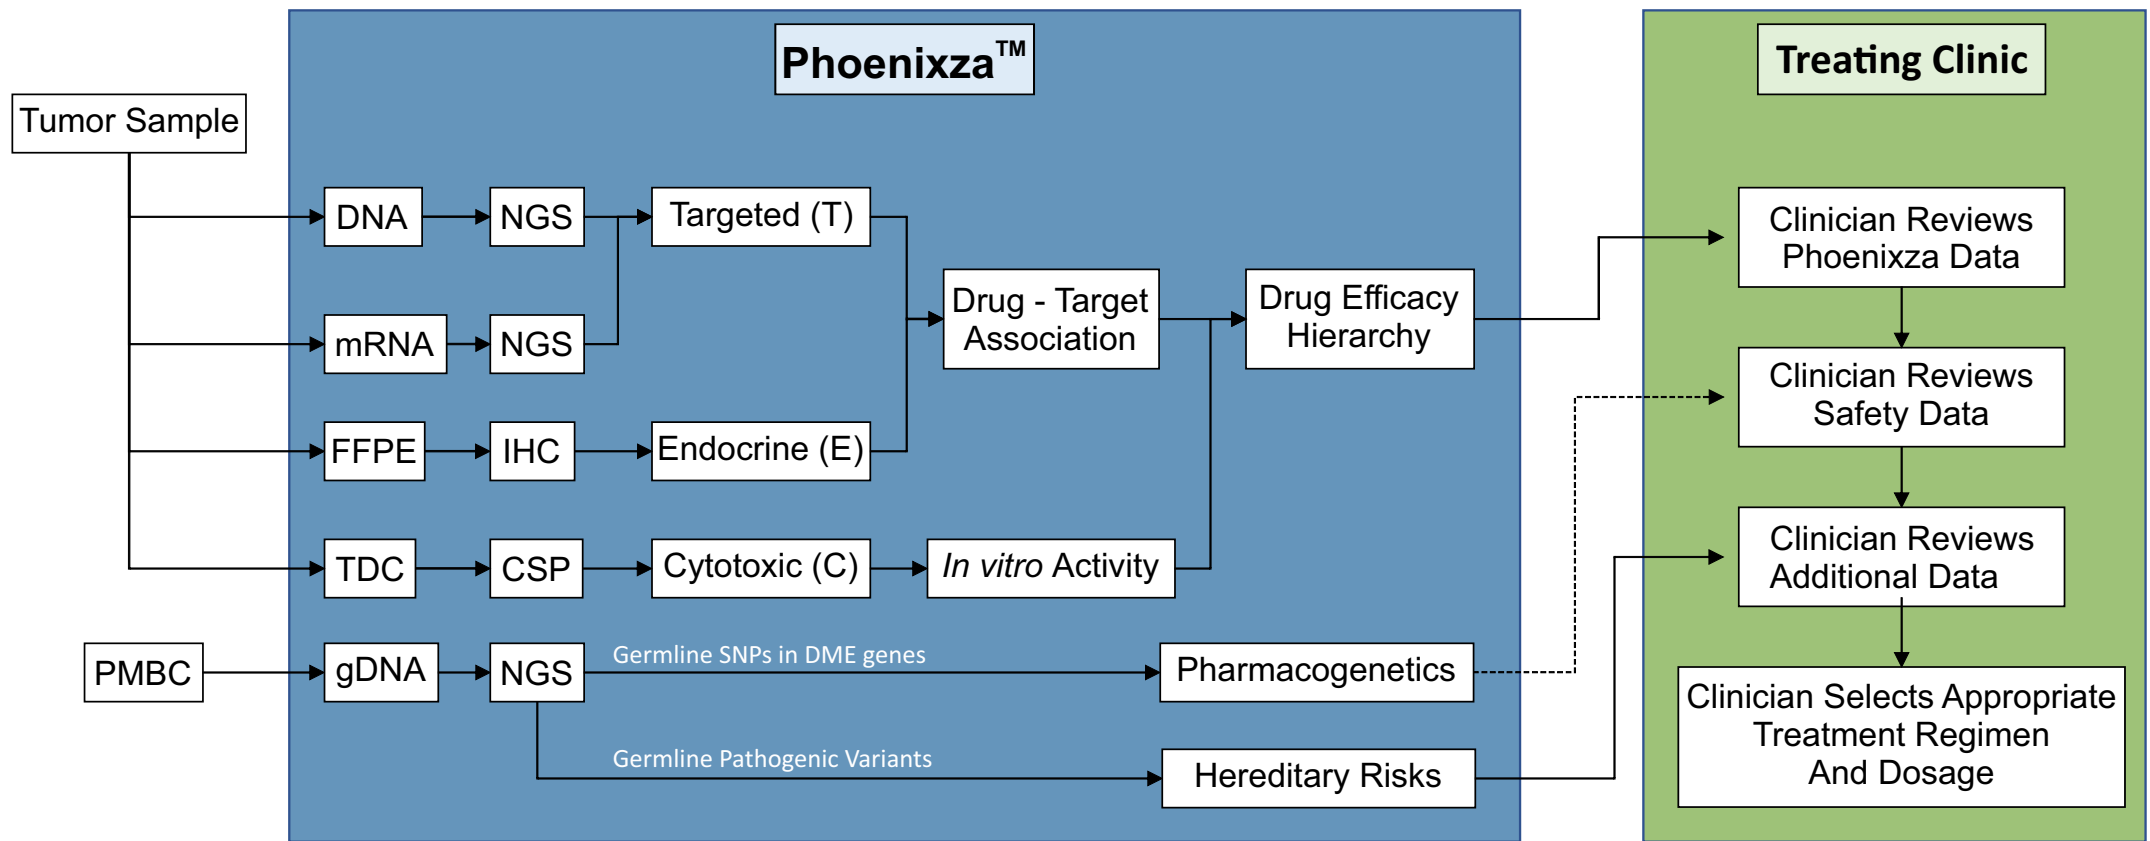 Phoenixza™
Treating Clinic
Tumor Sample
DNA
NGS
Targeted (T)
mRNA
NGS
FFPE
IHC
Endocrine (E)
TDC
CSP
Cytotoxic (C)
In vitro Activity
Drug - Target
Association
Drug Efficacy
Hierarchy
PMBC
gDNA
NGS
Germline SNPs in DME genes
Pharmacogenetics
Germline Pathogenic Variants
Hereditary Risks
Clinician Reviews
Phoenixza Data
Clinician Reviews
Safety Data
Clinician Reviews
Additional Data
Clinician Selects Appropriate
Treatment Regimen
And Dosage